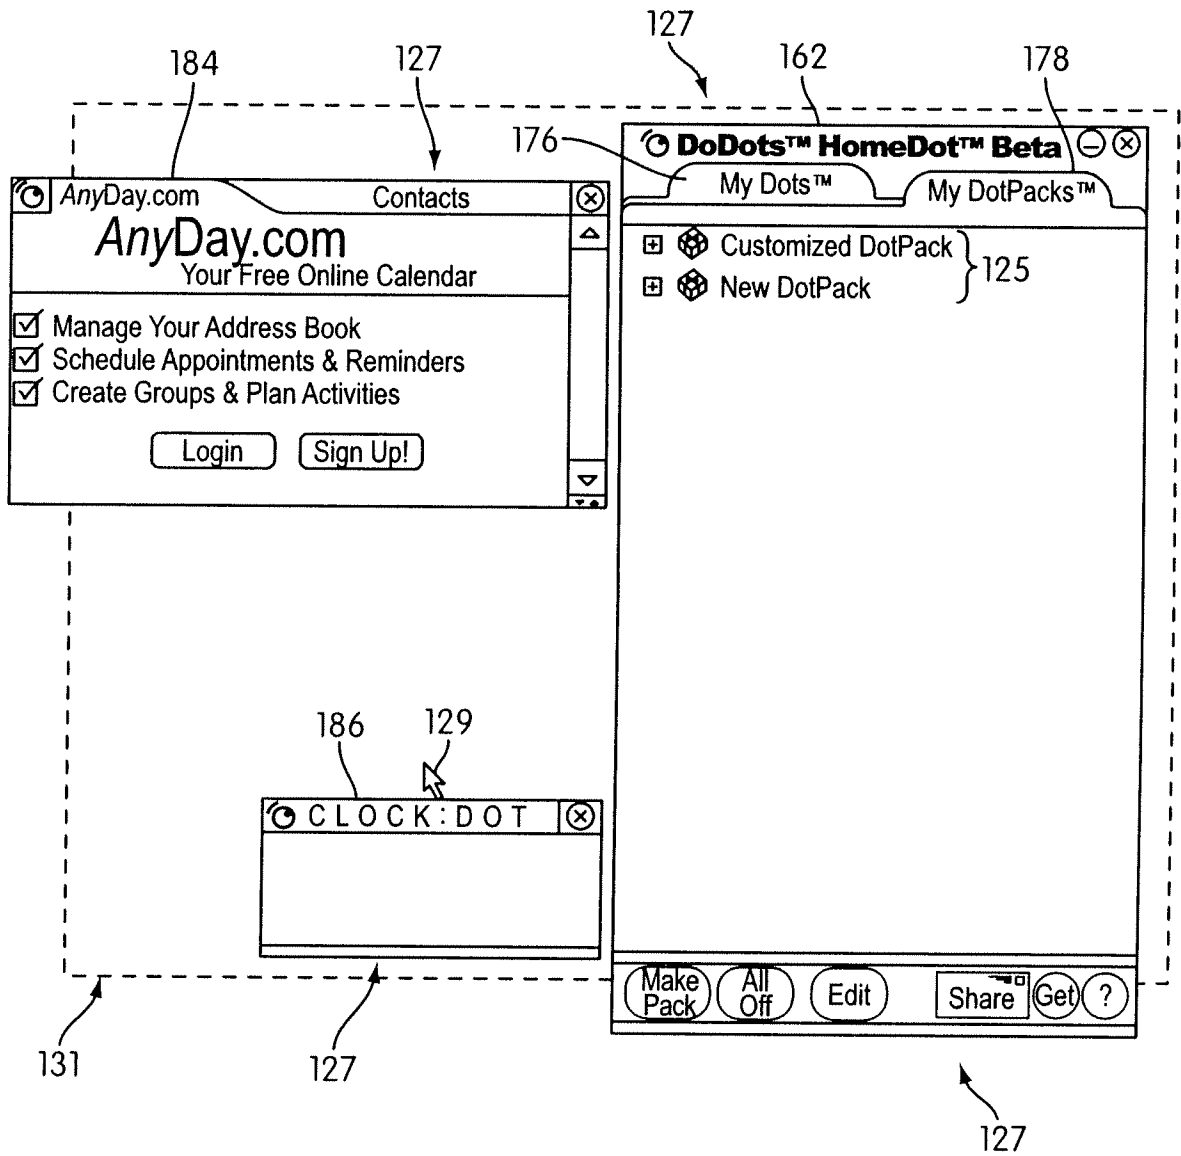 127
184
127
162
178
176
DoDots™ HomeDot™ Beta
My Dots™
My DotPacks™
AnyDay.com
Contacts
AnyDay.com
Your Free Online Calendar
Customized DotPack
New DotPack
125
Manage Your Address Book
Schedule Appointments & Reminders
Create Groups & Plan Activities
Login
Sign Up!
186
129
CLOCK:DOT
Make
Pack
All
Off
Edit
Share
Get
?
131
127
127